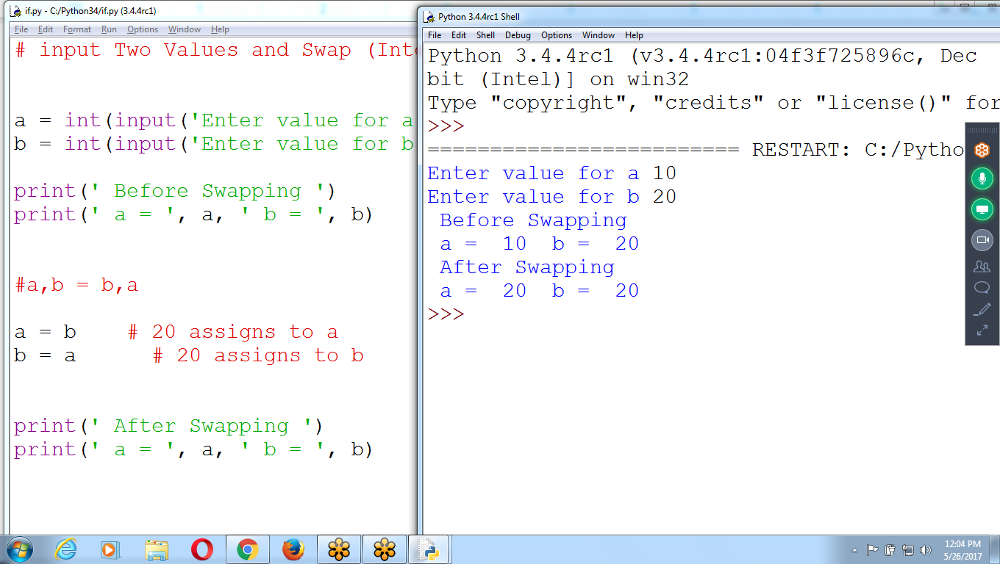 if.py - C:/Python34/if.py (3.4.4rc1)
File Edit Format Run Options Window Help
# input Two Values and Swap (Inte
a = int(input('Enter value for a
b = int(input('Enter value for b
print(' Before Swapping ')
print(' a = ', a, ' b = ', b)
#a,b = b,a
a = b # 20 assigns to a
b = a # 20 assigns to b
print(' After Swapping ')
print(' a = ', a, ' b = ', b)
Python 3.4.4rc1 Shell
File Edit Shell Debug Options Window Help
Python 3.4.4rc1 (v3.4.4rc1:04f3f725896c, Dec
bit (Intel)] on win32
Type "copyright", "credits" or "license()" for
>>>
========================= RESTART: C:/Pytho
Enter value for a 10
Enter value for b 20
Before Swapping
a = 10 b = 20
After Swapping
a = 20 b = 20
>>>
12:04 PM
5/26/2017